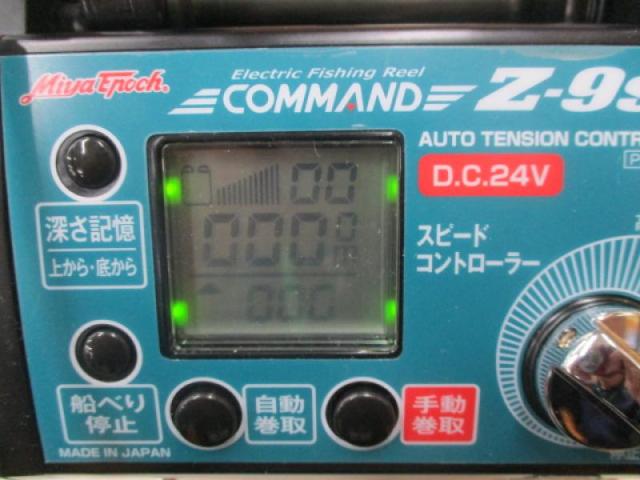 Miya Epoch.
Electric Fishing Reel
COMMAND Z-9S
AUTO TENSION CONTR
D.C.24V
P
00
0000
m
000
深さ記憶
上から・底から
スピード
コントローラー
船べり
停止
自動
巻取
手動
巻取
MADE IN JAPAN